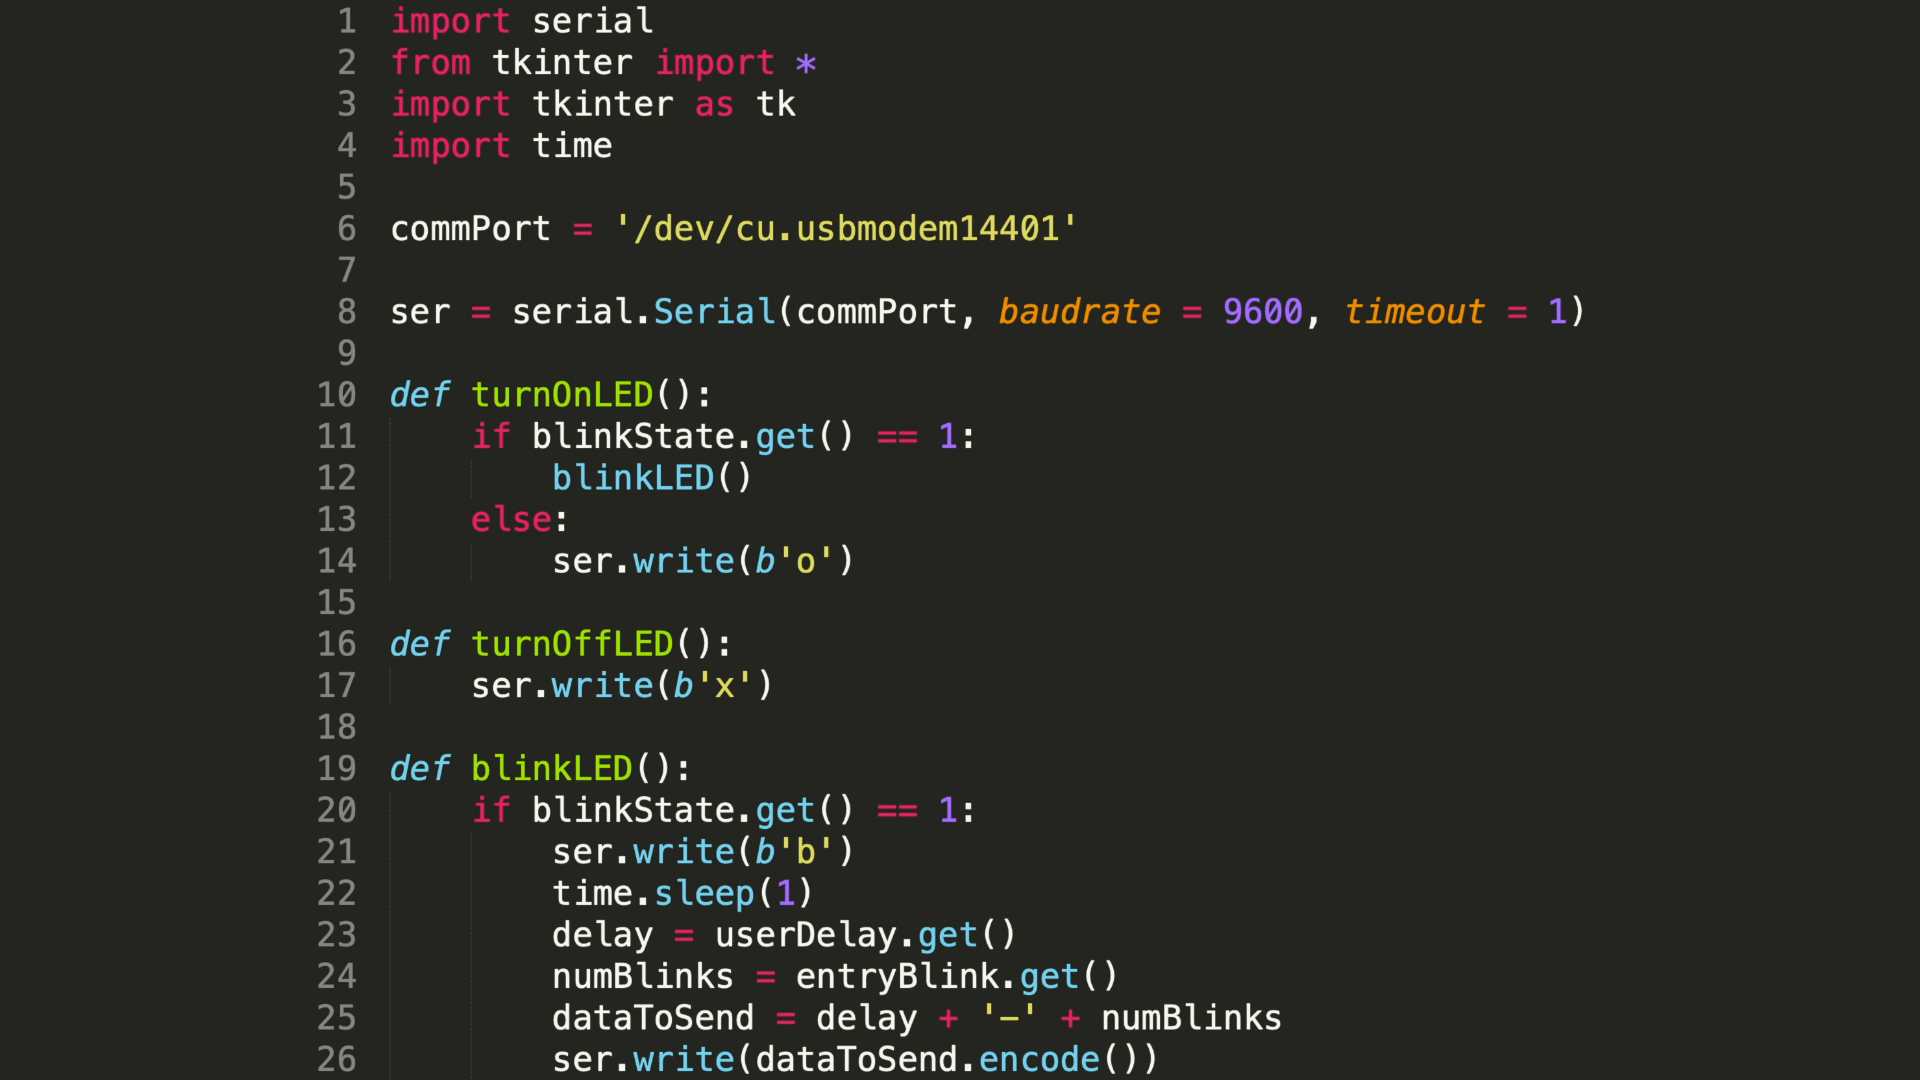 1 import serial
2 from tkinter import *
3 import tkinter as tk
4 import time
5
6 commPort = '/dev/cu.usbmodem14401'
7
8 ser = serial.Serial(commPort, baudrate = 9600, timeout = 1)
9
10 def turnOnLED():
11     if blinkState.get() == 1:
12         blinkLED()
13     else:
14         ser.write(b'o')
15
16 def turnOffLED():
17     ser.write(b'x')
18
19 def blinkLED():
20     if blinkState.get() == 1:
21         ser.write(b'b')
22         time.sleep(1)
23         delay = userDelay.get()
24         numBlinks = entryBlink.get()
25         dataToSend = delay + '-' + numBlinks
26         ser.write(dataToSend.encode())